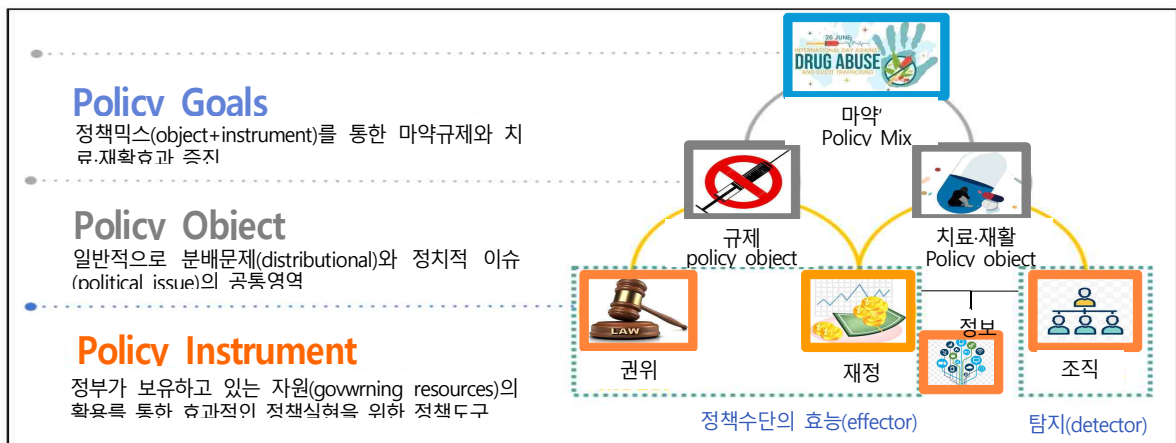 Policy Goals
정책믹스(object+instrument)를 통한 마약규제와 치
료·재활효과 증진
Policy Object
일반적으로 분배문제(distributional)와 정치적 이슈
(political issue)의 공통영역
Policy Instrument
정부가 보유하고 있는 자원(govwrning resources)의
활용를 통한 효과적인 정책실현을 위한 정책도구
26 JUNE
INTERNATIONAL DAY AGAINST
DRUG ABUSE
AND ILLICIT TRAFFICKING
마약'
Policy Mix
규제
policy object
치료·재활
Policy object
LAW
권위
재정
정보
조직
정책수단의 효능(effector)
탐지(detector)